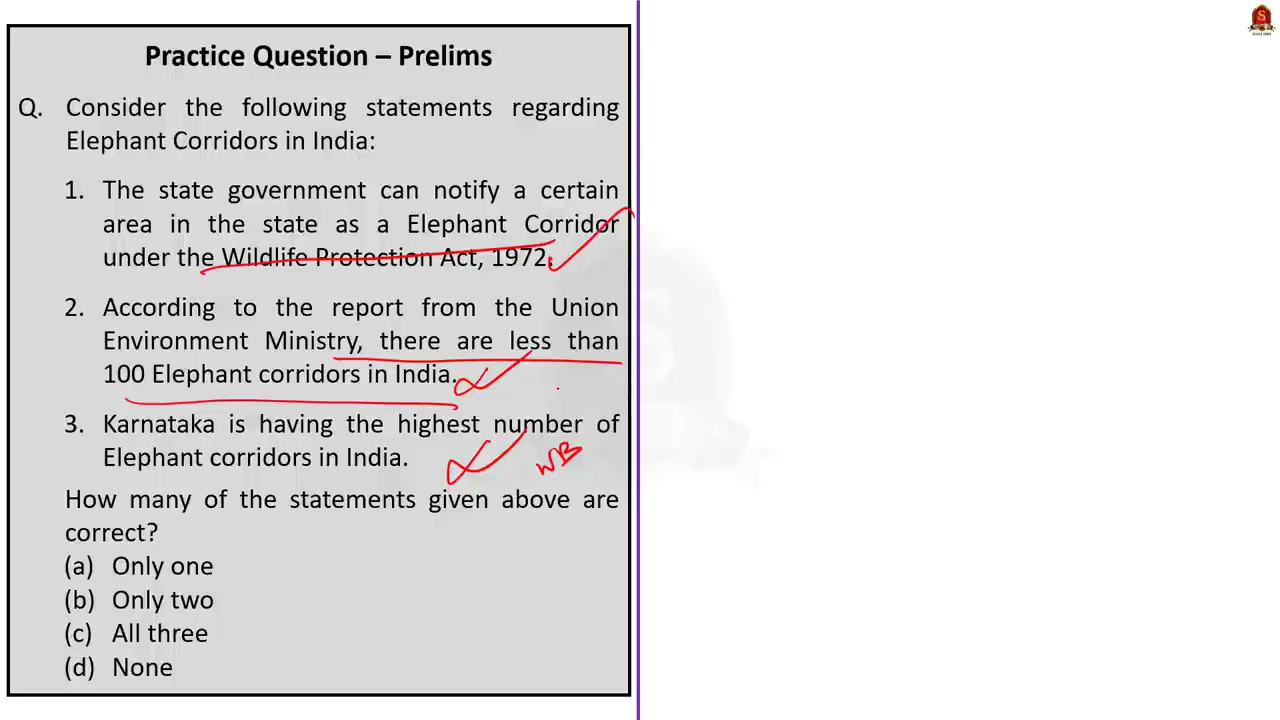 Practice Question – Prelims
Q. Consider the following statements regarding
Elephant Corridors in India:
1. The state government can notify a certain
area in the state as a Elephant Corridor
under the Wildlife Protection Act, 1972.
2. According to the report from the Union
Environment Ministry, there are less than
100 Elephant corridors in India.
3. Karnataka is having the highest number of
Elephant corridors in India.
WB
How many of the statements given above are
correct?
(a) Only one
(b) Only two
(c) All three
(d) None
S